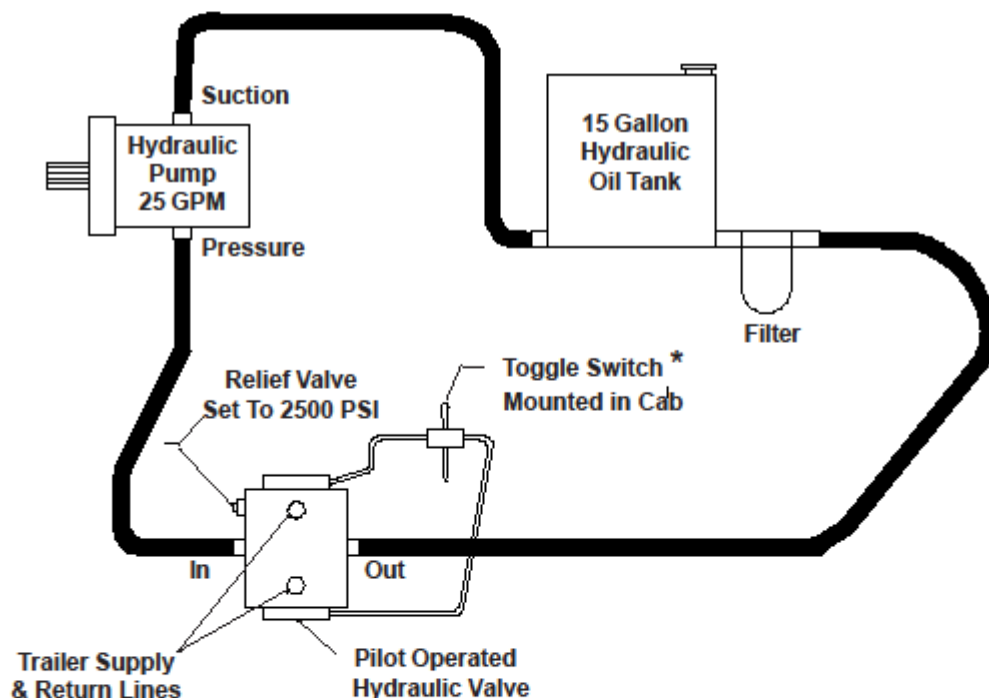 Suction
Hydraulic
Pump
25 GPM
Pressure
15 Gallon
Hydraulic
Oil Tank
Filter
Toggle Switch *
Mounted in Cab
Relief Valve
Set To 2500 PSI
In
Out
Trailer Supply
& Return Lines
Pilot Operated
Hydraulic Valve